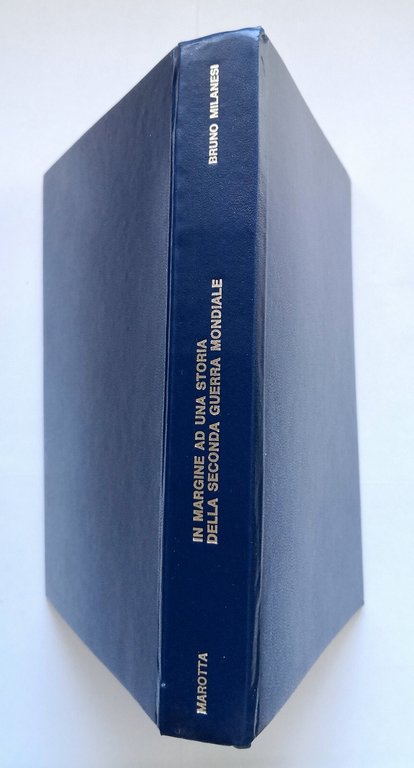 BRUNO MILANESI
IN MARGINE AD UNA STORIA
DELLA SECONDA GUERRA MONDIALE
MAROTTA